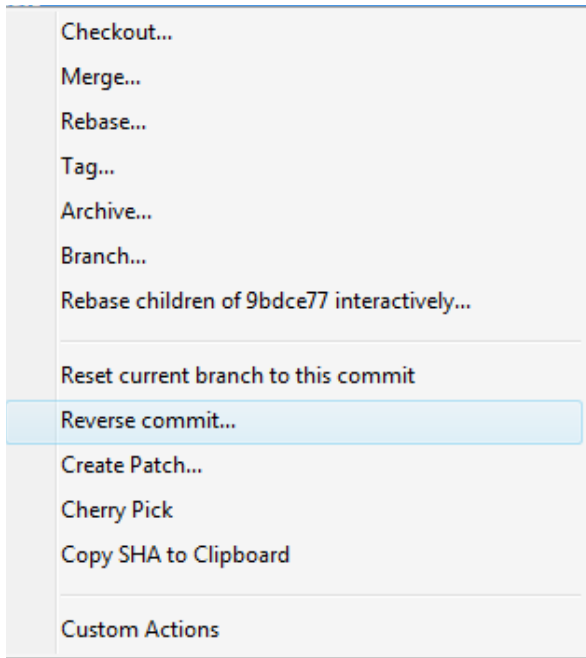 Checkout...
Merge...
Rebase...
Tag...
Archive...
Branch...
Rebase children of 9bdce77 interactively...
Reset current branch to this commit
Reverse commit...
Create Patch...
Cherry Pick
Copy SHA to Clipboard
Custom Actions